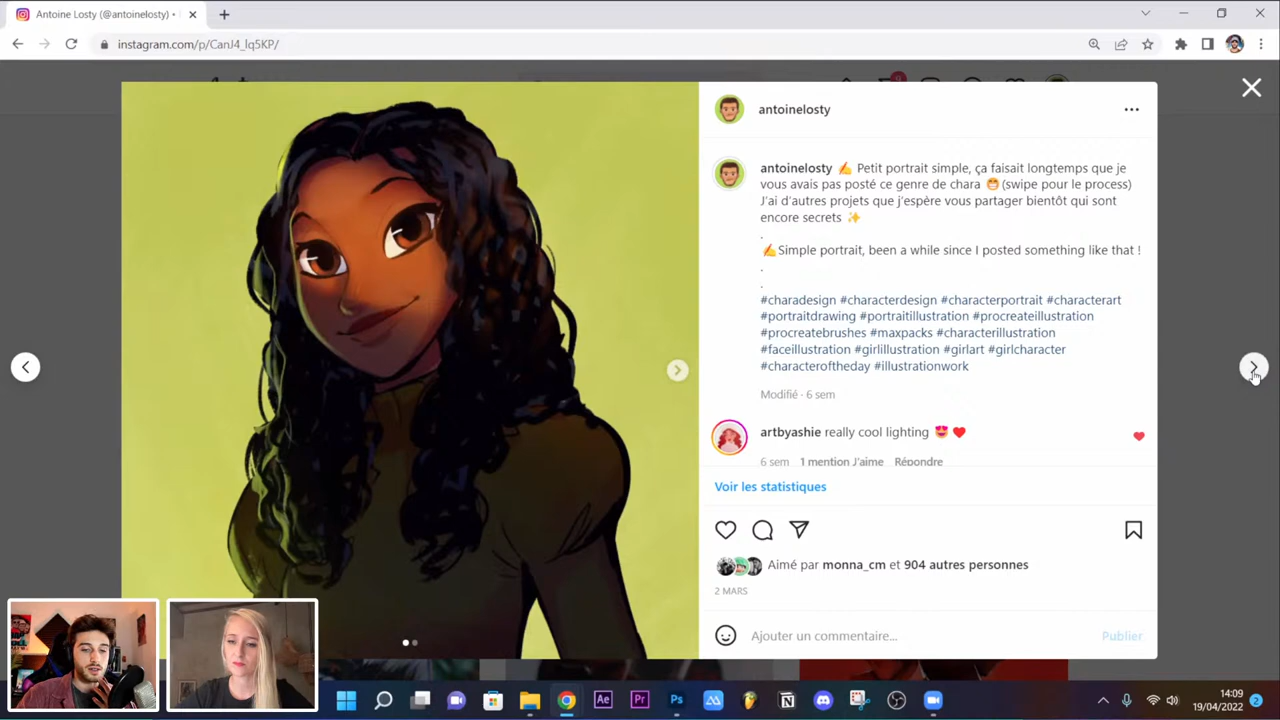 Antoine Losty (@antoinelosty) •
instagram.com/p/CanJ4_lq5KP/
antoinelosty
antoinelosty ✍️ Petit portrait simple, ça faisait longtemps que je
vous avais pas posté ce genre de chara 😁 (swipe pour le process)
J'ai d'autres projets que j'espère vous partager bientôt qui sont
encore secrets ✨
.
✍️Simple portrait, been a while since I posted something like that !
.
.
#charadesign #characterdesign #characterportrait #characterart
#portraitdrawing #portraitillustration #procreateillustration
#procreatebrushes #maxpacks #characterillustration
#faceillustration #girlillustration #girlart #girlcharacter
#characteroftheday #illustrationwork
Modifié · 6 sem
artbyashie really cool lighting 😍 ❤️
6 sem 1 mention J'aime Répondre
Voir les statistiques
Aimé par monna_cm et 904 autres personnes
2 MARS
Ajouter un commentaire... Publier
Ae Pr Ps
14:09
19/04/2022
2